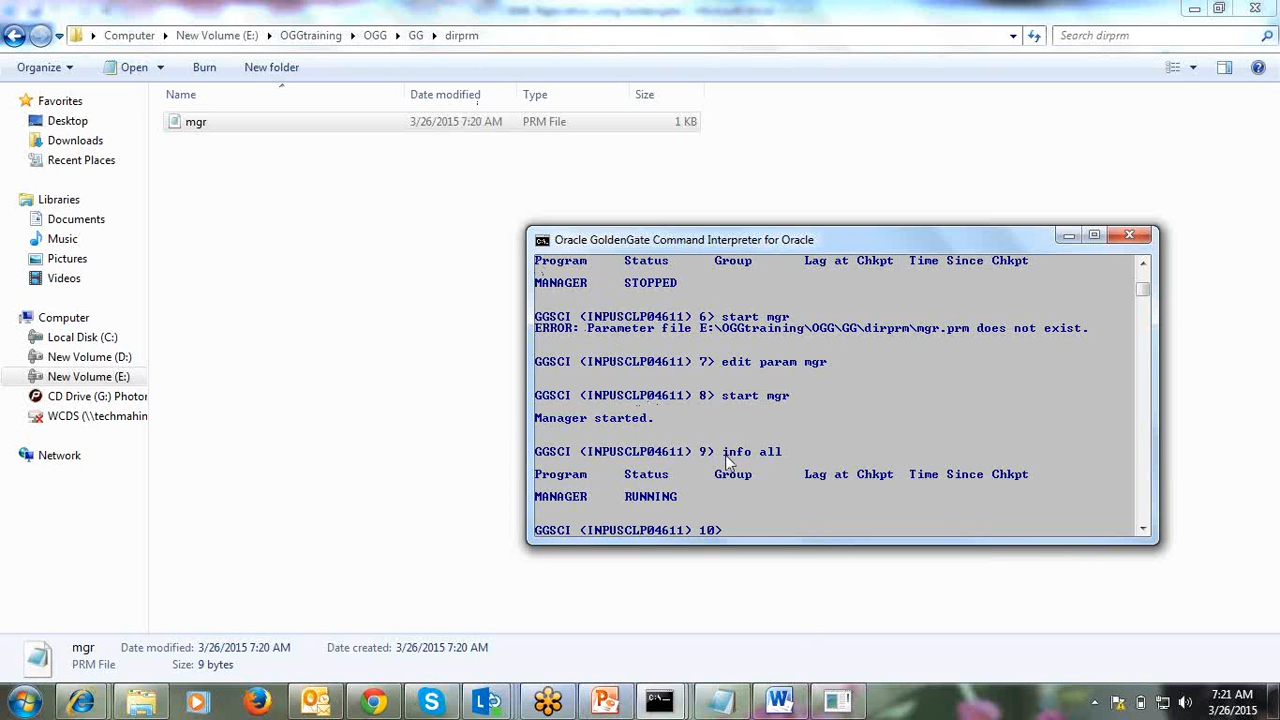 Computer New Volume (E:) OGGtraining OGG GG dirprm
Search dirprm
Organize Open Burn New folder
Name Date modified Type Size
mgr 3/26/2015 7:20 AM PRM File 1 KB
Favorites
Desktop
Downloads
Recent Places
Libraries
Documents
Music
Pictures
Videos
Computer
Local Disk (C:)
New Volume (D:)
New Volume (E:)
CD Drive (G:) Photor
WCDS (\\techmahin
Network
Oracle GoldenGate Command Interpreter for Oracle
Program Status Group Lag at Chkpt Time Since Chkpt
MANAGER STOPPED
GGSCI (INPUSCLP04611) 6> start mgr
ERROR: Parameter file E:\OGGtraining\OGG\GG\dirprm\mgr.prm does not exist.
GGSCI (INPUSCLP04611) 7> edit param mgr
GGSCI (INPUSCLP04611) 8> start mgr
Manager started.
GGSCI (INPUSCLP04611) 9> info all
Program Status Group Lag at Chkpt Time Since Chkpt
MANAGER RUNNING
GGSCI (INPUSCLP04611) 10>
mgr Date modified: 3/26/2015 7:20 AM Date created: 3/26/2015 7:20 AM
PRM File Size: 9 bytes
7:21 AM
3/26/2015